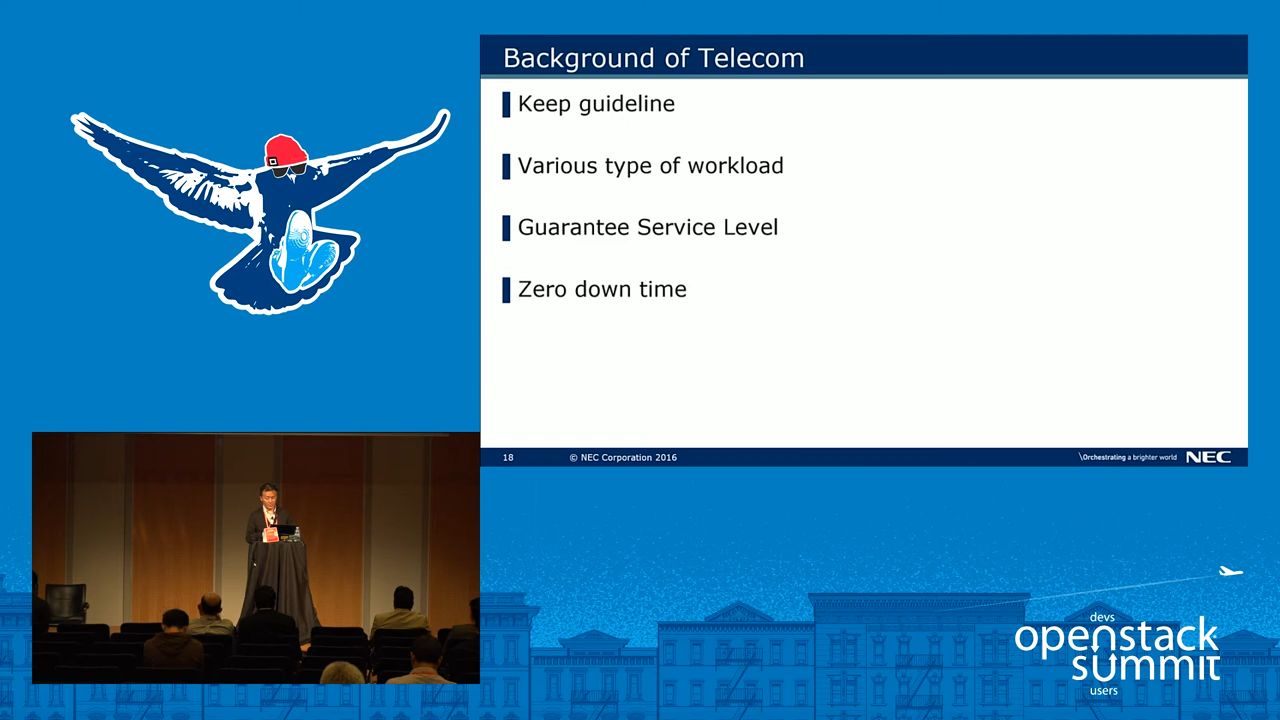 Background of Telecom
Keep guideline
Various type of workload
Guarantee Service Level
Zero down time
18
© NEC Corporation 2016
\Orchestrating a brighter world
NEC
devs
openstack
summit
users